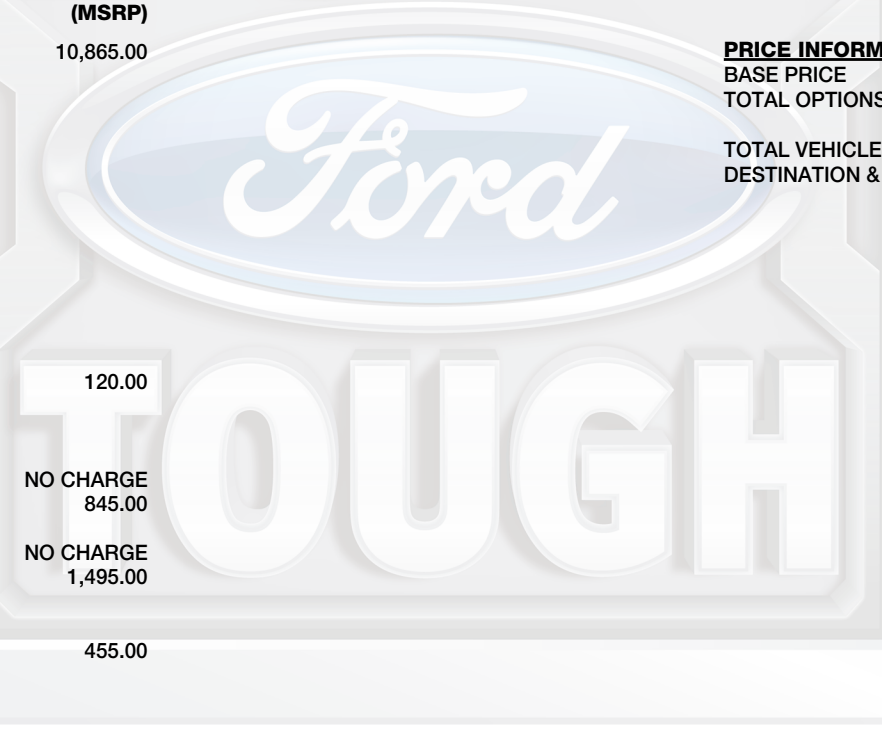 (MSRP)
10,865.00
120.00
NO CHARGE
845.00
NO CHARGE
1,495.00
455.00
PRICE INFORM
BASE PRICE
TOTAL OPTIONS
TOTAL VEHICLE
DESTINATION &
Ford
TOUGH